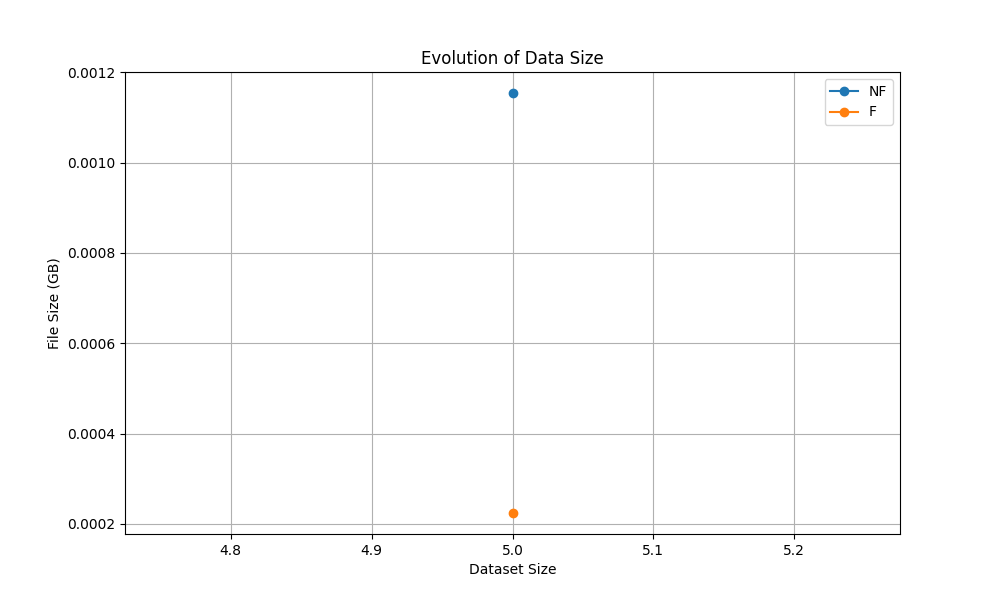 Evolution of Data Size
NF
F
File Size (GB)
0.0012
0.0010
0.0008
0.0006
0.0004
0.0002
4.8 4.9 5.0 5.1 5.2
Dataset Size